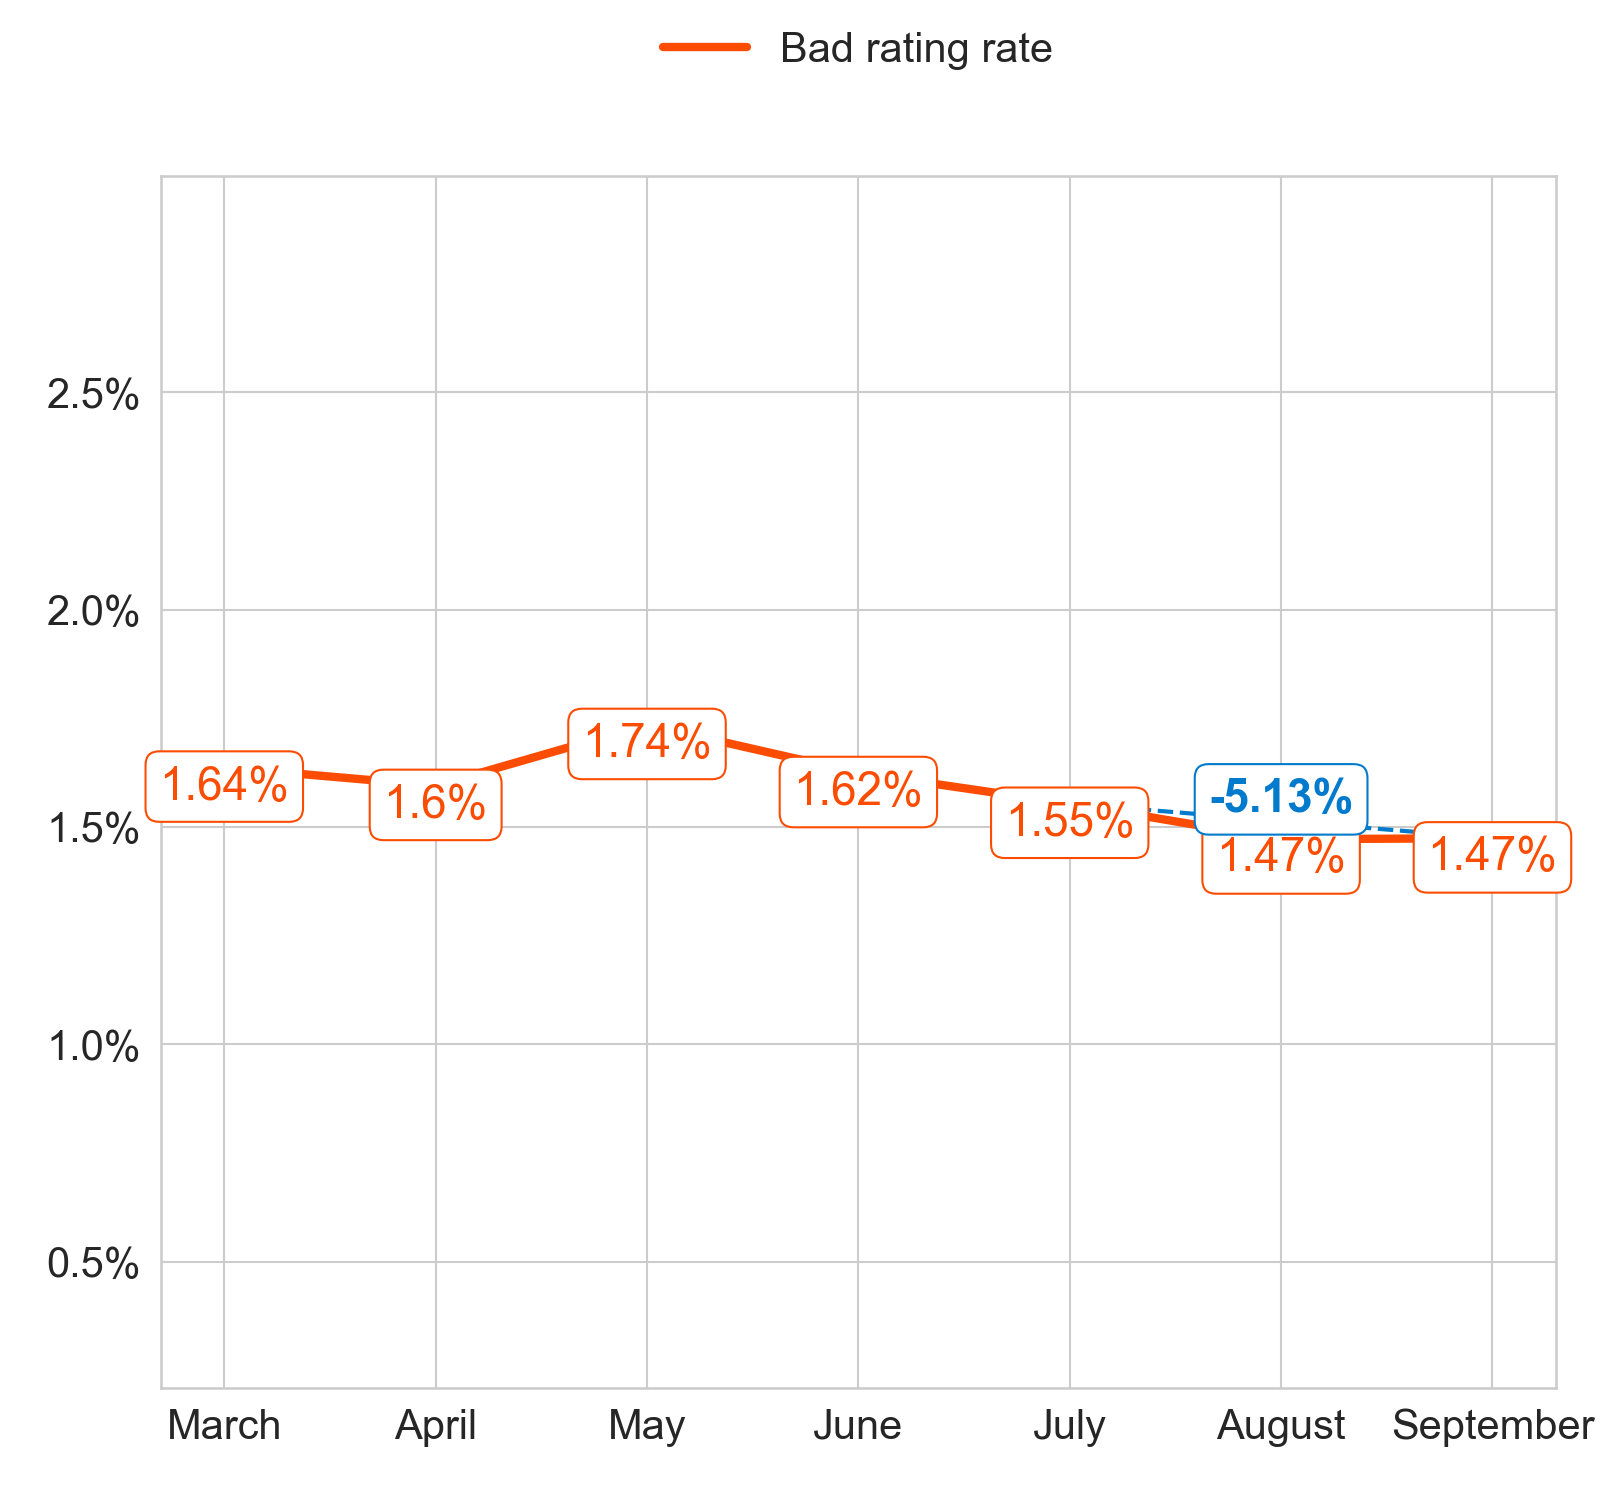 Bad rating rate
2.5%
2.0%
1.5%
1.0%
0.5%
1.64%
1.6%
1.74%
1.62%
1.55%
-5.13%
1.47%
1.47%
March
April
May
June
July
August
September